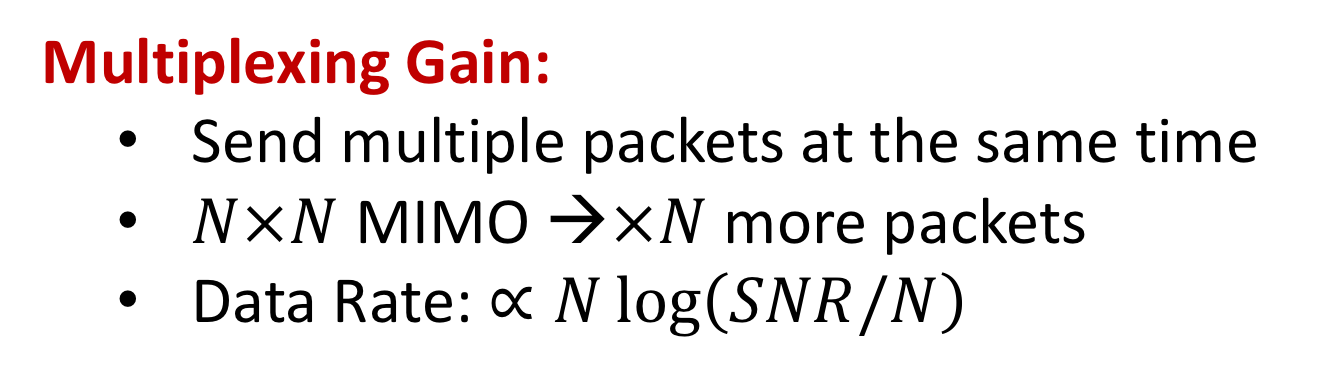 Multiplexing Gain:
• Send multiple packets at the same time
• N×N MIMO →×N more packets
• Data Rate: ∝ N log(SNR/N)